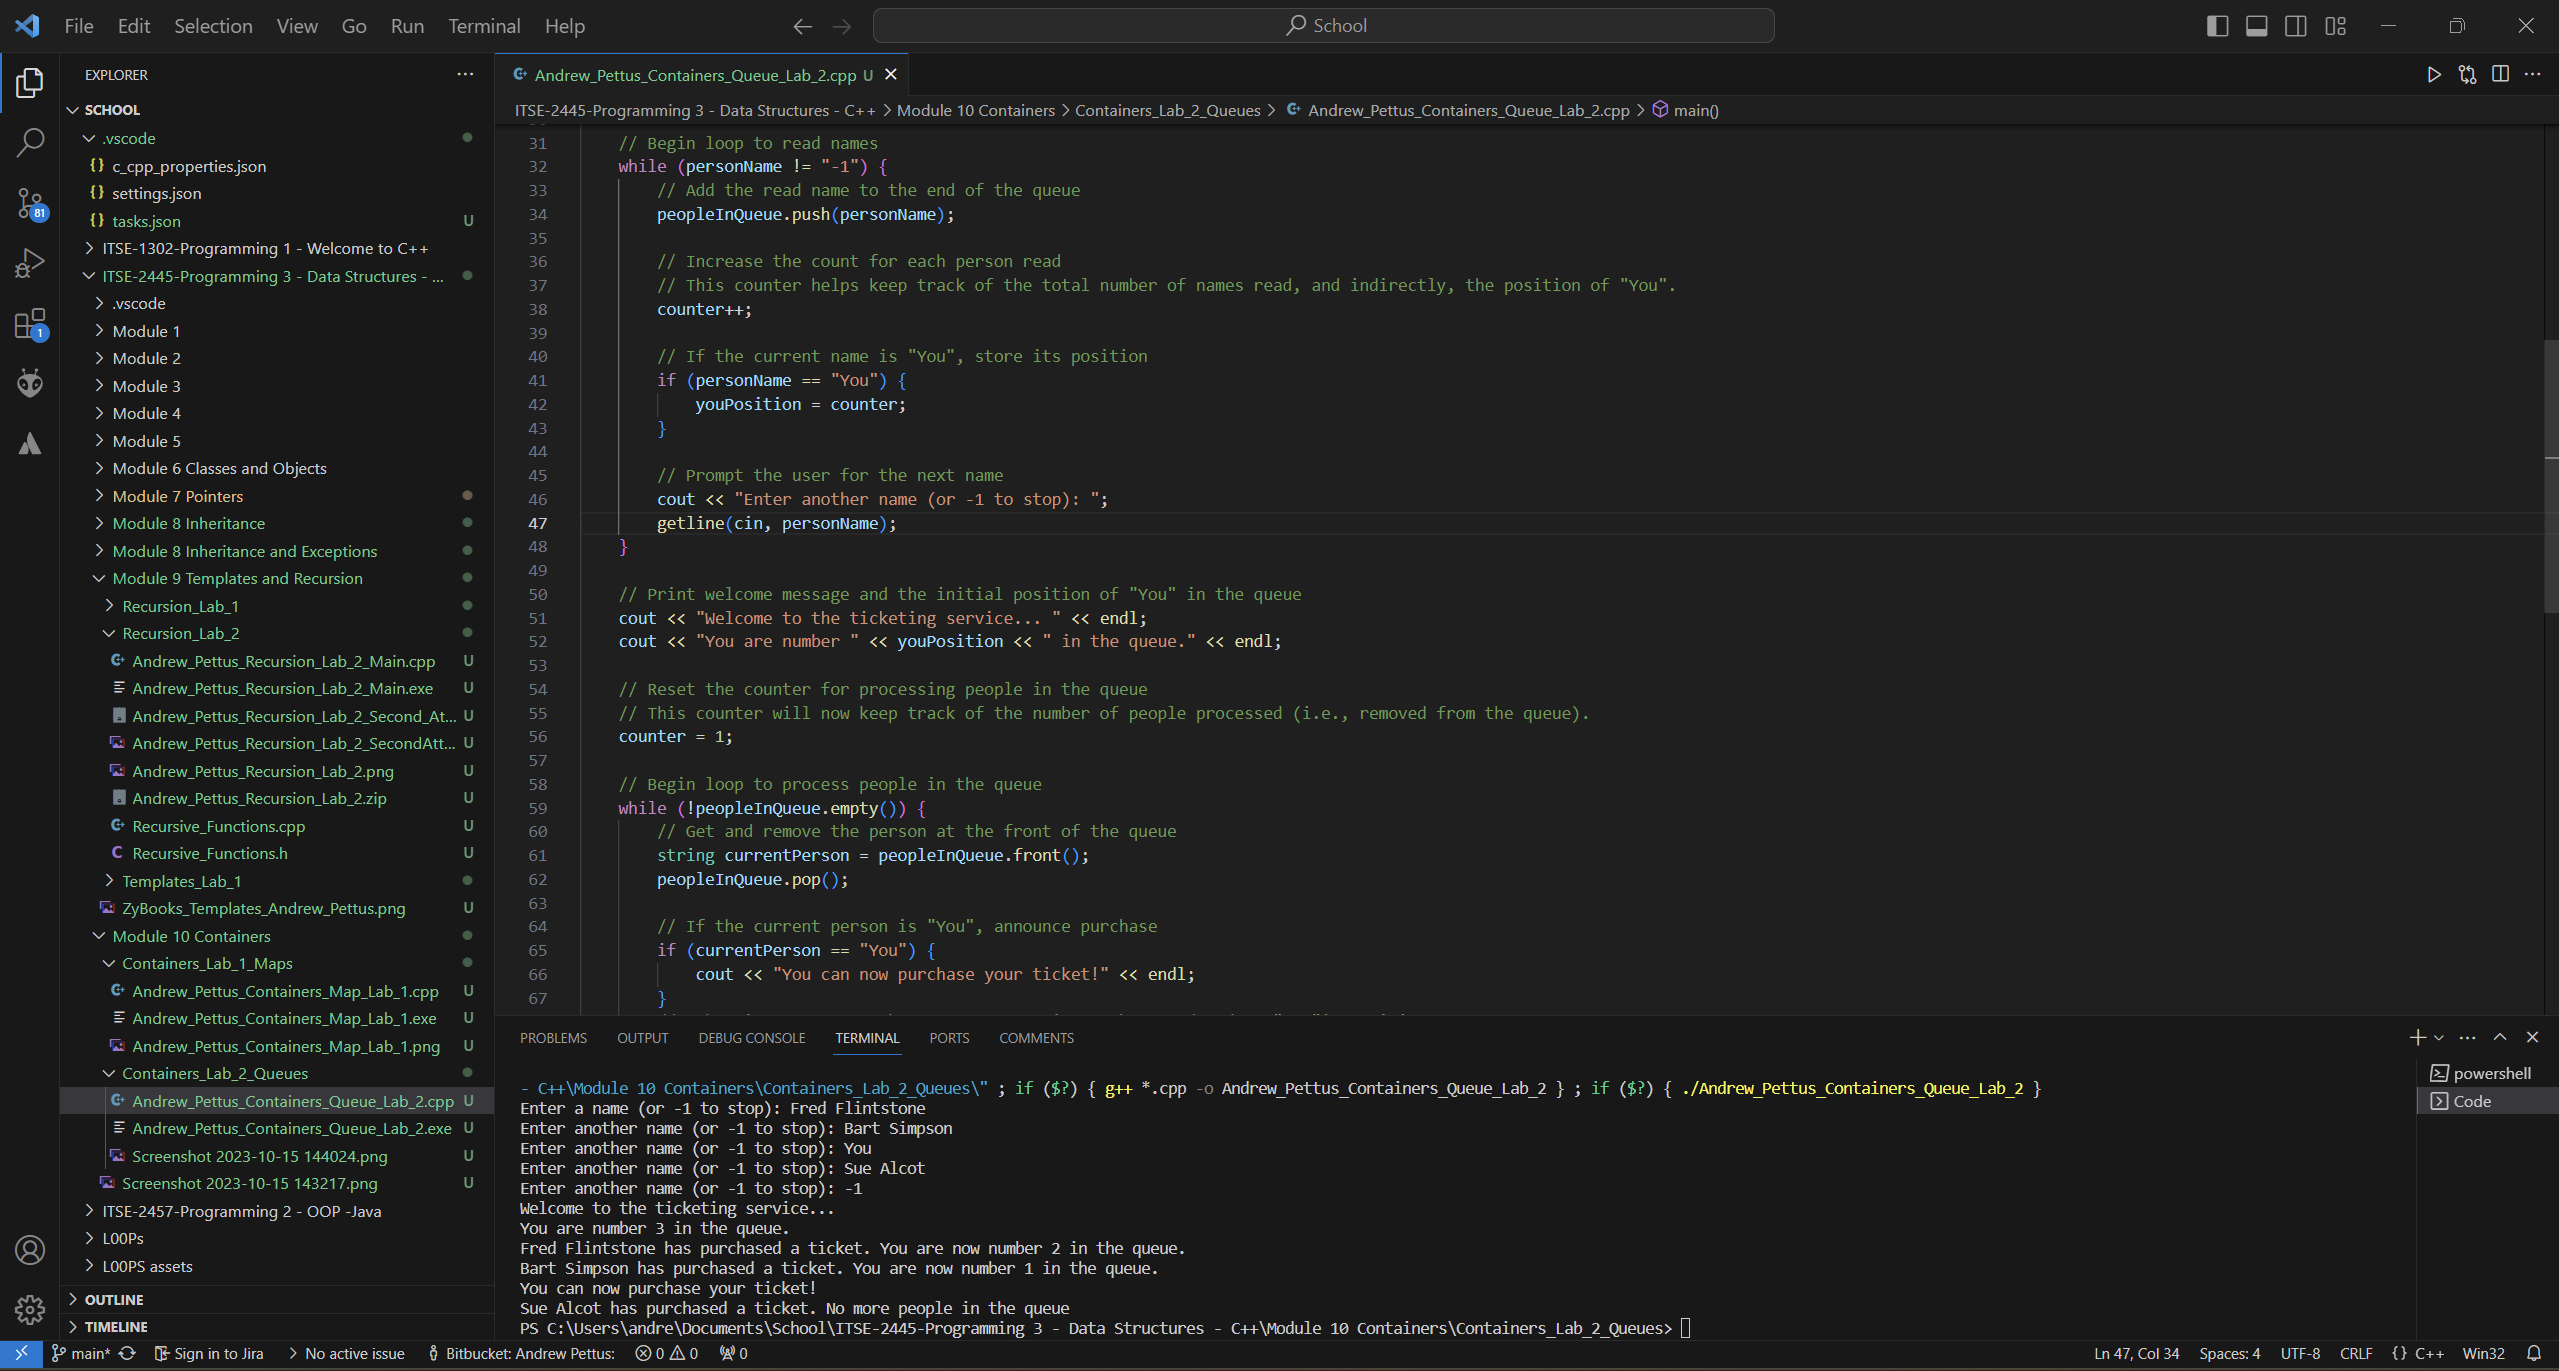 File Edit Selection View Go Run Terminal Help
School
EXPLORER
SCHOOL
.vscode
{} c_cpp_properties.json
{} settings.json
{} tasks.json U
ITSE-1302-Programming 1 - Welcome to C++
ITSE-2445-Programming 3 - Data Structures - ...
.vscode
Module 1
Module 2
Module 3
Module 4
Module 5
Module 6 Classes and Objects
Module 7 Pointers
Module 8 Inheritance
Module 8 Inheritance and Exceptions
Module 9 Templates and Recursion
Recursion_Lab_1
Recursion_Lab_2
Andrew_Pettus_Recursion_Lab_2_Main.cpp U
Andrew_Pettus_Recursion_Lab_2_Main.exe U
Andrew_Pettus_Recursion_Lab_2_Second_At... U
Andrew_Pettus_Recursion_Lab_2_SecondAtt... U
Andrew_Pettus_Recursion_Lab_2.png U
Andrew_Pettus_Recursion_Lab_2.zip U
Recursive_Functions.cpp U
C Recursive_Functions.h U
Templates_Lab_1
ZyBooks_Templates_Andrew_Pettus.png U
Module 10 Containers
Containers_Lab_1_Maps
Andrew_Pettus_Containers_Map_Lab_1.cpp U
Andrew_Pettus_Containers_Map_Lab_1.exe U
Andrew_Pettus_Containers_Map_Lab_1.png U
Containers_Lab_2_Queues
Andrew_Pettus_Containers_Queue_Lab_2.cpp U
Andrew_Pettus_Containers_Queue_Lab_2.exe U
Screenshot 2023-10-15 144024.png U
Screenshot 2023-10-15 143217.png U
ITSE-2457-Programming 2 - OOP -Java
L00Ps
L00PS assets
OUTLINE
TIMELINE
81
1
Andrew_Pettus_Containers_Queue_Lab_2.cpp U
ITSE-2445-Programming 3 - Data Structures - C++ > Module 10 Containers > Containers_Lab_2_Queues > Andrew_Pettus_Containers_Queue_Lab_2.cpp > main()
31 // Begin loop to read names
32 while (personName != "-1") {
33 // Add the read name to the end of the queue
34 peopleInQueue.push(personName);
35
36 // Increase the count for each person read
37 // This counter helps keep track of the total number of names read, and indirectly, the position of "You".
38 counter++;
39
40 // If the current name is "You", store its position
41 if (personName == "You") {
42 youPosition = counter;
43 }
44
45 // Prompt the user for the next name
46 cout << "Enter another name (or -1 to stop): ";
47 getline(cin, personName);
48 }
49
50 // Print welcome message and the initial position of "You" in the queue
51 cout << "Welcome to the ticketing service... " << endl;
52 cout << "You are number " << youPosition << " in the queue." << endl;
53
54 // Reset the counter for processing people in the queue
55 // This counter will now keep track of the number of people processed (i.e., removed from the queue).
56 counter = 1;
57
58 // Begin loop to process people in the queue
59 while (!peopleInQueue.empty()) {
60 // Get and remove the person at the front of the queue
61 string currentPerson = peopleInQueue.front();
62 peopleInQueue.pop();
63
64 // If the current person is "You", announce purchase
65 if (currentPerson == "You") {
66 cout << "You can now purchase your ticket!" << endl;
67 }
PROBLEMS OUTPUT DEBUG CONSOLE TERMINAL PORTS COMMENTS
- C++\Module 10 Containers\Containers_Lab_2_Queues\" ; if ($?) { g++ *.cpp -o Andrew_Pettus_Containers_Queue_Lab_2 } ; if ($?) { ./Andrew_Pettus_Containers_Queue_Lab_2 }
Enter a name (or -1 to stop): Fred Flintstone
Enter another name (or -1 to stop): Bart Simpson
Enter another name (or -1 to stop): You
Enter another name (or -1 to stop): Sue Alcot
Enter another name (or -1 to stop): -1
Welcome to the ticketing service...
You are number 3 in the queue.
Fred Flintstone has purchased a ticket. You are now number 2 in the queue.
Bart Simpson has purchased a ticket. You are now number 1 in the queue.
You can now purchase your ticket!
Sue Alcot has purchased a ticket. No more people in the queue
PS C:\Users\andre\Documents\School\ITSE-2445-Programming 3 - Data Structures - C++\Module 10 Containers\Containers_Lab_2_Queues>
powershell
Code
main* Sign in to Jira No active issue Bitbucket: Andrew Pettus: 0 0 0 Ln 47, Col 34 Spaces: 4 UTF-8 CRLF {} C++ Win32